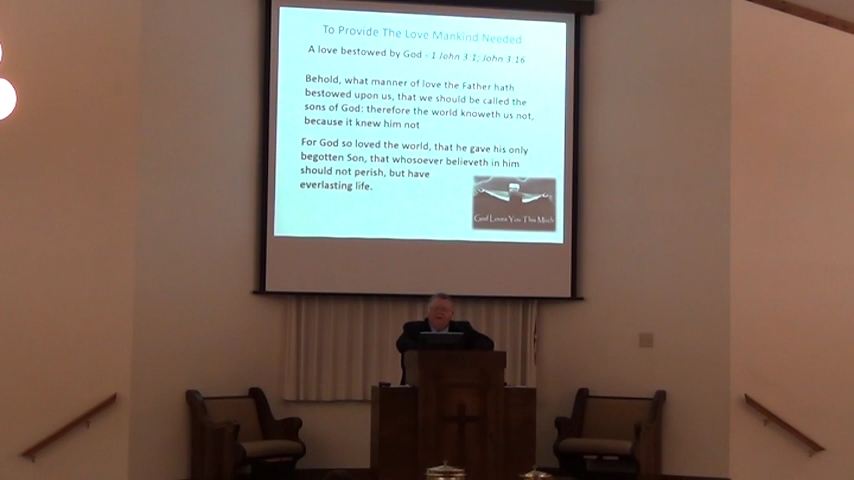 To Provide The Love Mankind Needed
A love bestowed by God - 1 John 3:1; John 3:16
Behold, what manner of love the Father hath
bestowed upon us, that we should be called the
sons of God: therefore the world knoweth us not,
because it knew him not
For God so loved the world, that he gave his only
begotten Son, that whosoever believeth in him
should not perish, but have
everlasting life.
God Loves You This Much